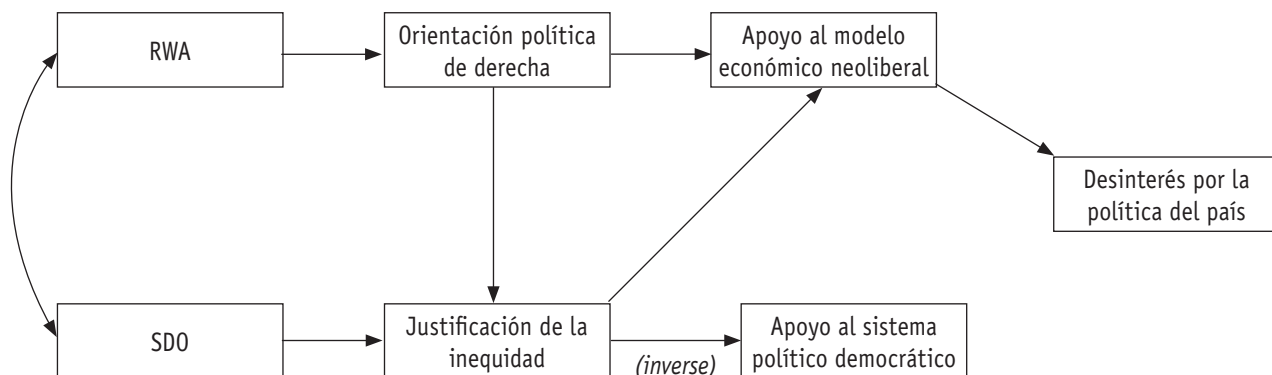 RWA
Orientación política
de derecha
Apoyo al modelo
económico neoliberal
Desinterés por la
política del país
SDO
Justificación de la
inequidad
(inverse)
Apoyo al sistema
político democrático